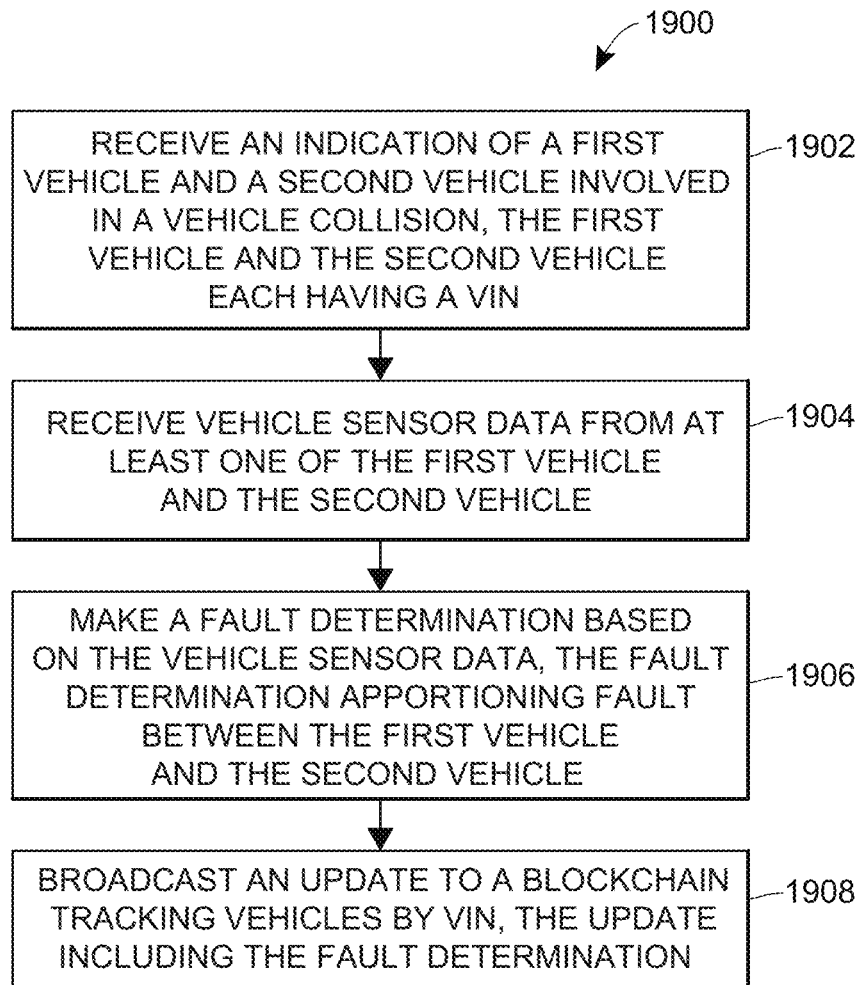 1900
RECEIVE AN INDICATION OF A FIRST
VEHICLE AND A SECOND VEHICLE INVOLVED
IN A VEHICLE COLLISION, THE FIRST
VEHICLE AND THE SECOND VEHICLE
EACH HAVING A VIN
1902
RECEIVE VEHICLE SENSOR DATA FROM AT
LEAST ONE OF THE FIRST VEHICLE
AND THE SECOND VEHICLE
1904
MAKE A FAULT DETERMINATION BASED
ON THE VEHICLE SENSOR DATA, THE FAULT
DETERMINATION APPORTIONING FAULT
BETWEEN THE FIRST VEHICLE
AND THE SECOND VEHICLE
1906
BROADCAST AN UPDATE TO A BLOCKCHAIN
TRACKING VEHICLES BY VIN, THE UPDATE
INCLUDING THE FAULT DETERMINATION
1908